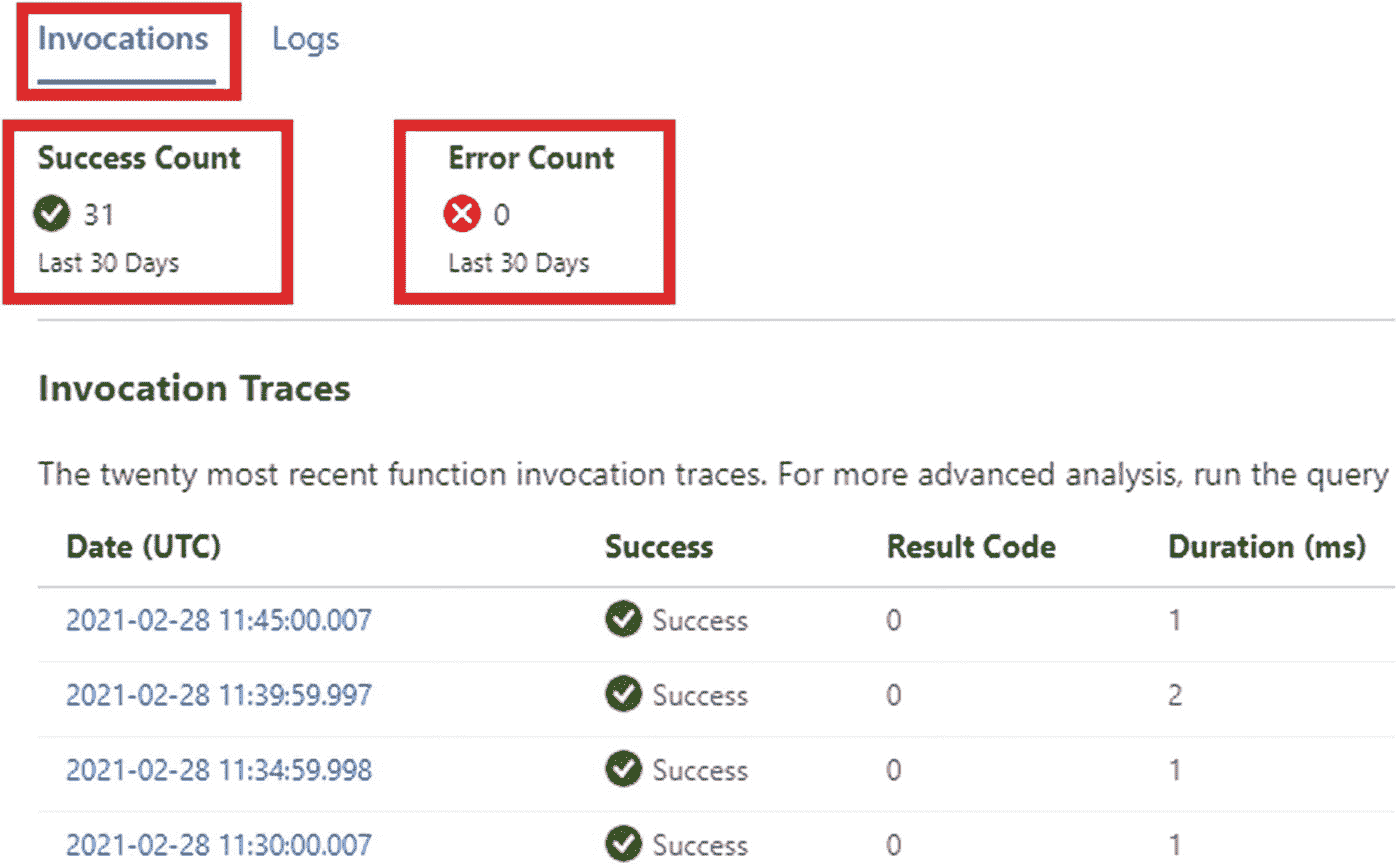 Invocations Logs
Success Count Error Count
31 0
Last 30 Days Last 30 Days
Invocation Traces
The twenty most recent function invocation traces. For more advanced analysis, run the query
Date (UTC) Success Result Code Duration (ms)
2021-02-28 11:45:00.007 Success 0 1
2021-02-28 11:39:59.997 Success 0 2
2021-02-28 11:34:59.998 Success 0 1
2021-02-28 11:30:00.007 Success 0 1